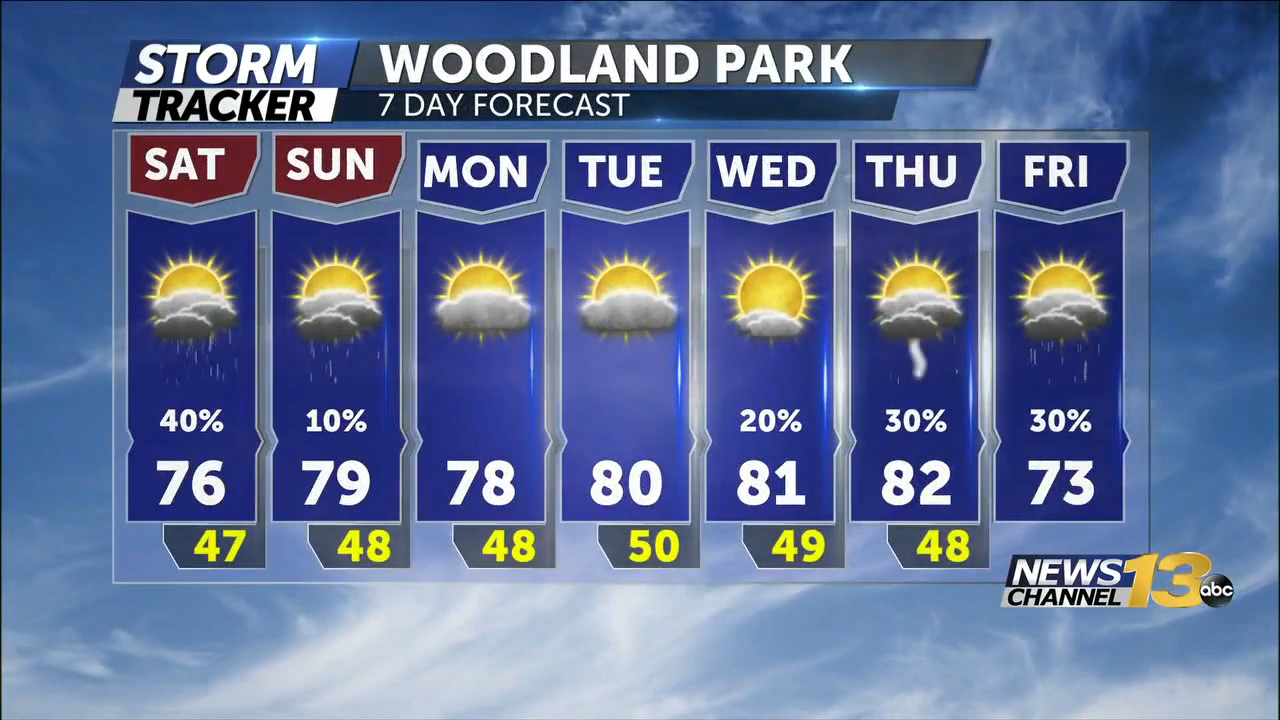 STORM
TRACKER
WOODLAND PARK
7 DAY FORECAST
SAT SUN MON TUE WED THU FRI
40% 10% 20% 30% 30%
76 79 78 80 81 82 73
47 48 48 50 49 48
NEWS
CHANNEL
13
abc